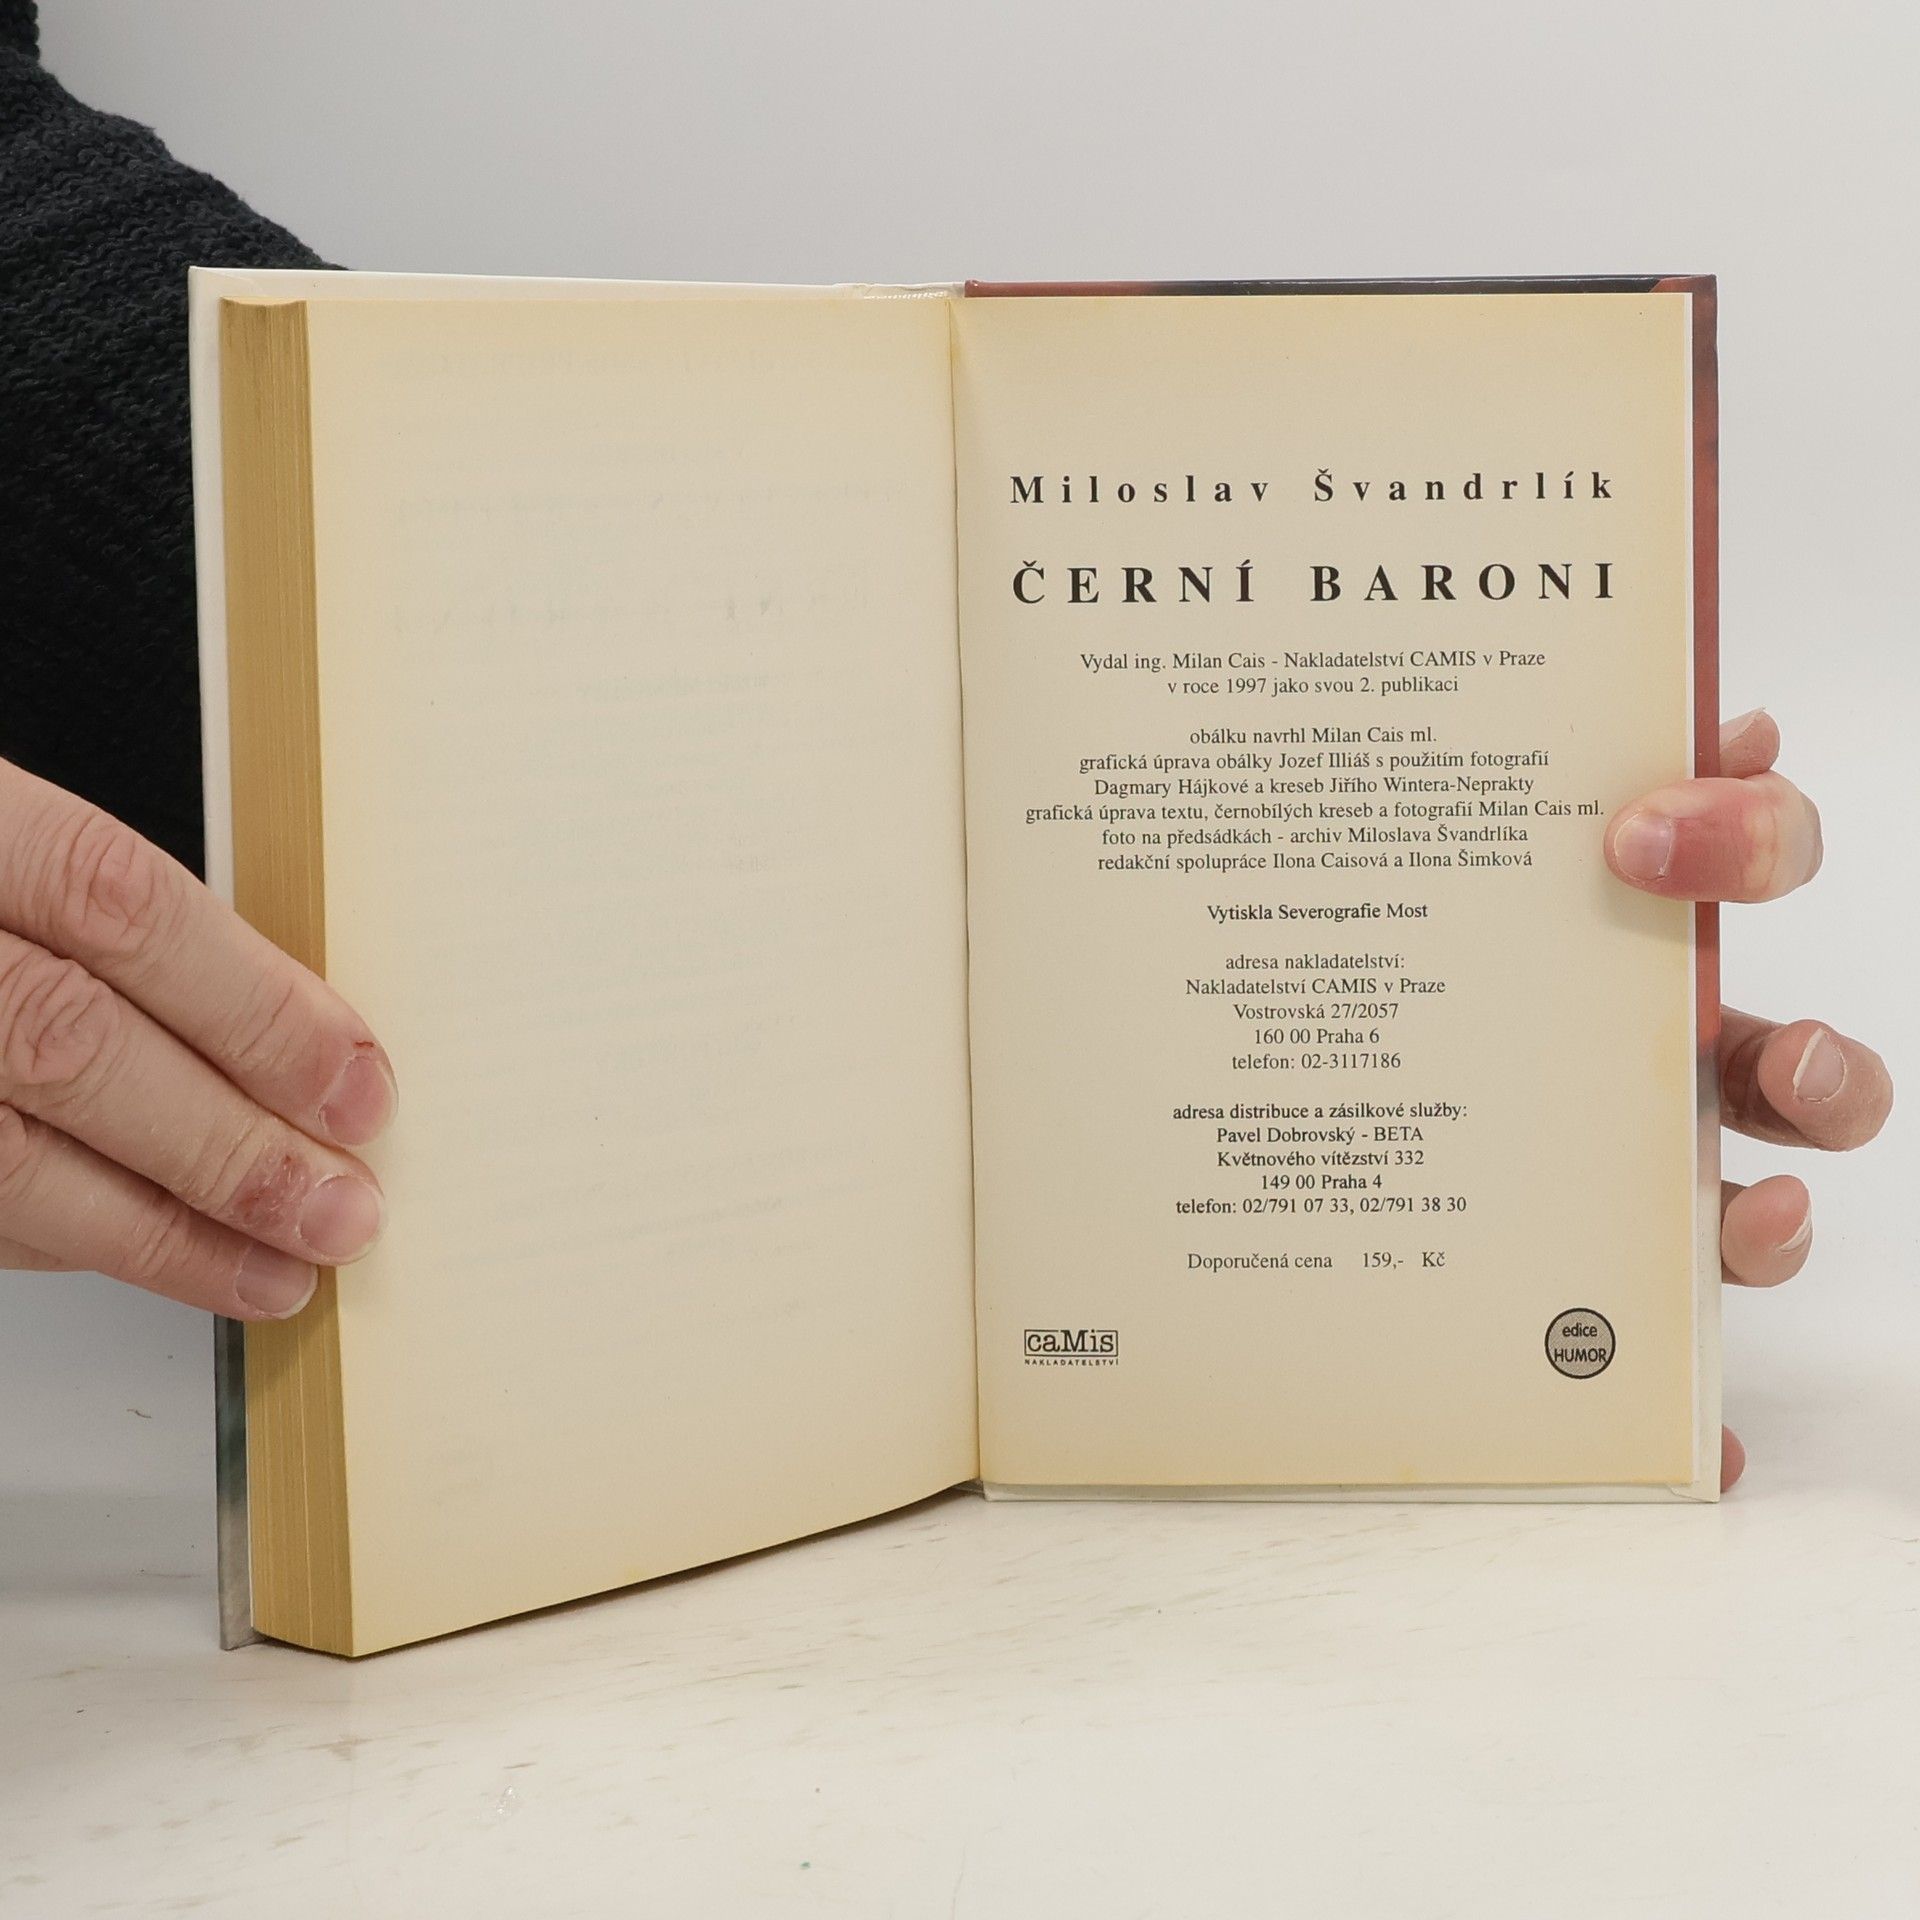 Miloslav Švandrlík
ČERNÍ BARONI
Vydal ing. Milan Cais - Nakladatelství CAMIS v Praze
v roce 1997 jako svou 2. publikaci
obálku navrhl Milan Cais ml.
grafická úprava obálky Jozef Illiáš s použitím fotografií
Dagmary Hájkové a kreseb Jiřího Wintera-Neprakty
grafická úprava textu, černobílých kreseb a fotografií Milan Cais ml.
foto na předsádkách - archiv Miloslava Švandrlíka
redakční spolupráce Ilona Caisová a Ilona Šimková
Vytiskla Severografie Most
adresa nakladatelství:
Nakladatelství CAMIS v Praze
Vostrovská 27/2057
160 00 Praha 6
telefon: 02-3117186
adresa distribuce a zásilkové služby:
Pavel Dobrovský - BETA
Květnového vítězství 332
149 00 Praha 4
telefon: 02/791 07 33, 02/791 38 30
Doporučená cena 159,- Kč
caMis
NAKLADATELSTVÍ
edice
HUMOR